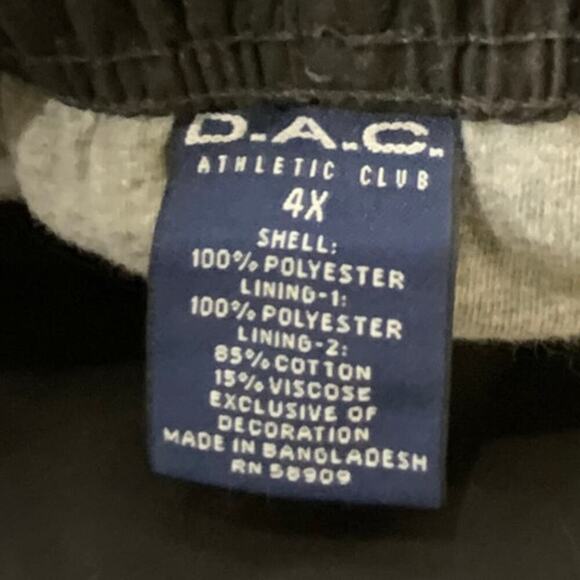 D.A.C.
ATHLETIC CLUB
4X
SHELL:
100% POLYESTER
LINING-1:
100% POLYESTER
LINING-2:
85% COTTON
15% VISCOSE
EXCLUSIVE OF
DECORATION
MADE IN BANGLADESH
RN 58909